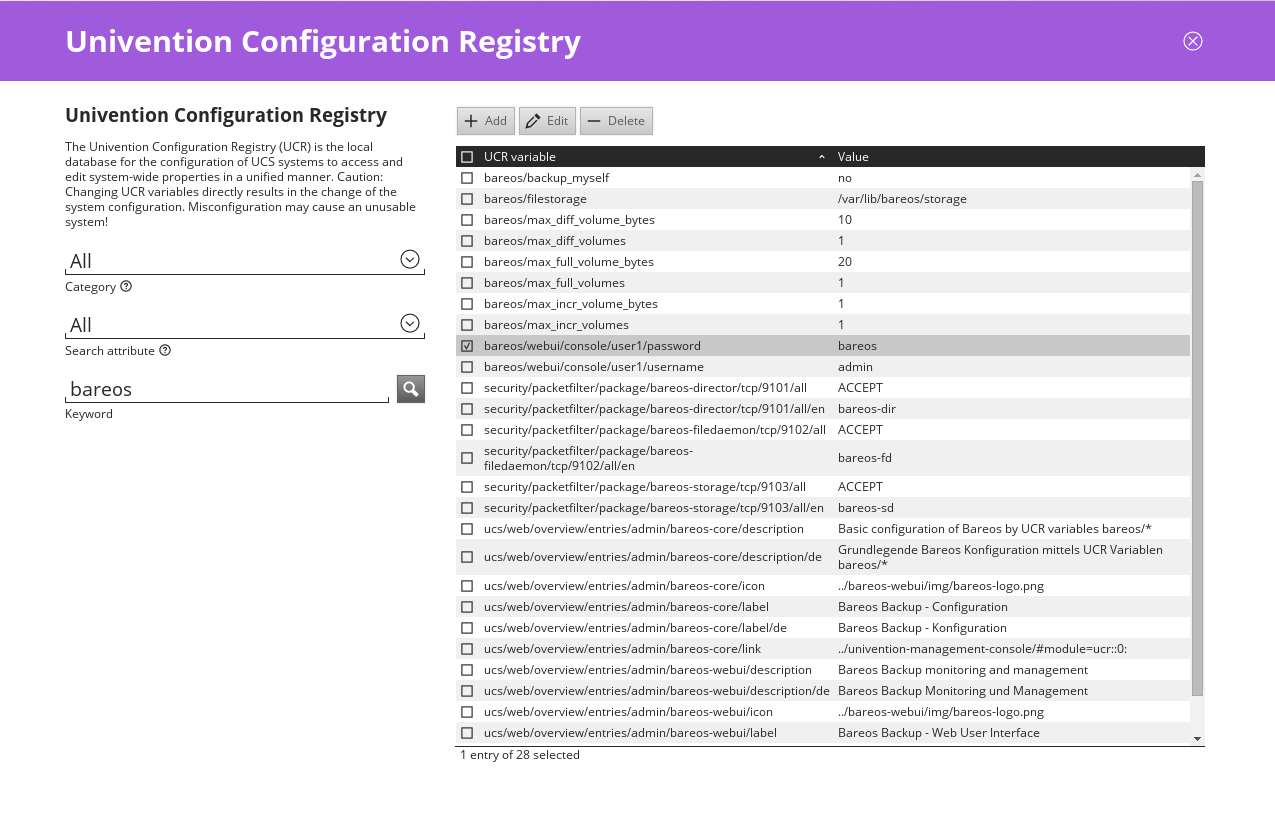 Univention Configuration Registry
Univention Configuration Registry
The Univention Configuration Registry (UCR) is the local
database for the configuration of UCS systems to access and
edit system-wide properties in a unified manner. Caution:
Changing UCR variables directly results in the change of the
system configuration. Misconfiguration may cause an unusable
system!
All
Category
All
Search attribute
bareos
Keyword
Add Edit Delete
UCR variable Value
bareos/backup_myself no
bareos/filestorage /var/lib/bareos/storage
bareos/max_diff_volume_bytes 10
bareos/max_diff_volumes 1
bareos/max_full_volume_bytes 20
bareos/max_full_volumes 1
bareos/max_incr_volume_bytes 1
bareos/max_incr_volumes 1
bareos/webui/console/user1/password bareos
bareos/webui/console/user1/username admin
security/packetfilter/package/bareos-director/tcp/9101/all ACCEPT
security/packetfilter/package/bareos-director/tcp/9101/all/en bareos-dir
security/packetfilter/package/bareos-filedaemon/tcp/9102/all ACCEPT
security/packetfilter/package/bareos-
filedaemon/tcp/9102/all/en bareos-fd
security/packetfilter/package/bareos-storage/tcp/9103/all ACCEPT
security/packetfilter/package/bareos-storage/tcp/9103/all/en bareos-sd
ucs/web/overview/entries/admin/bareos-core/description Basic configuration of Bareos by UCR variables bareos/*
ucs/web/overview/entries/admin/bareos-core/description/de Grundlegende Bareos Konfiguration mittels UCR Variablen
bareos/*
ucs/web/overview/entries/admin/bareos-core/icon ../bareos-webui/img/bareos-logo.png
ucs/web/overview/entries/admin/bareos-core/label Bareos Backup - Configuration
ucs/web/overview/entries/admin/bareos-core/label/de Bareos Backup - Konfiguration
ucs/web/overview/entries/admin/bareos-core/link ../univention-management-console/#module=ucr::0:
ucs/web/overview/entries/admin/bareos-webui/description Bareos Backup monitoring and management
ucs/web/overview/entries/admin/bareos-webui/description/de Bareos Backup Monitoring und Management
ucs/web/overview/entries/admin/bareos-webui/icon ../bareos-webui/img/bareos-logo.png
ucs/web/overview/entries/admin/bareos-webui/label Bareos Backup - Web User Interface
1 entry of 28 selected